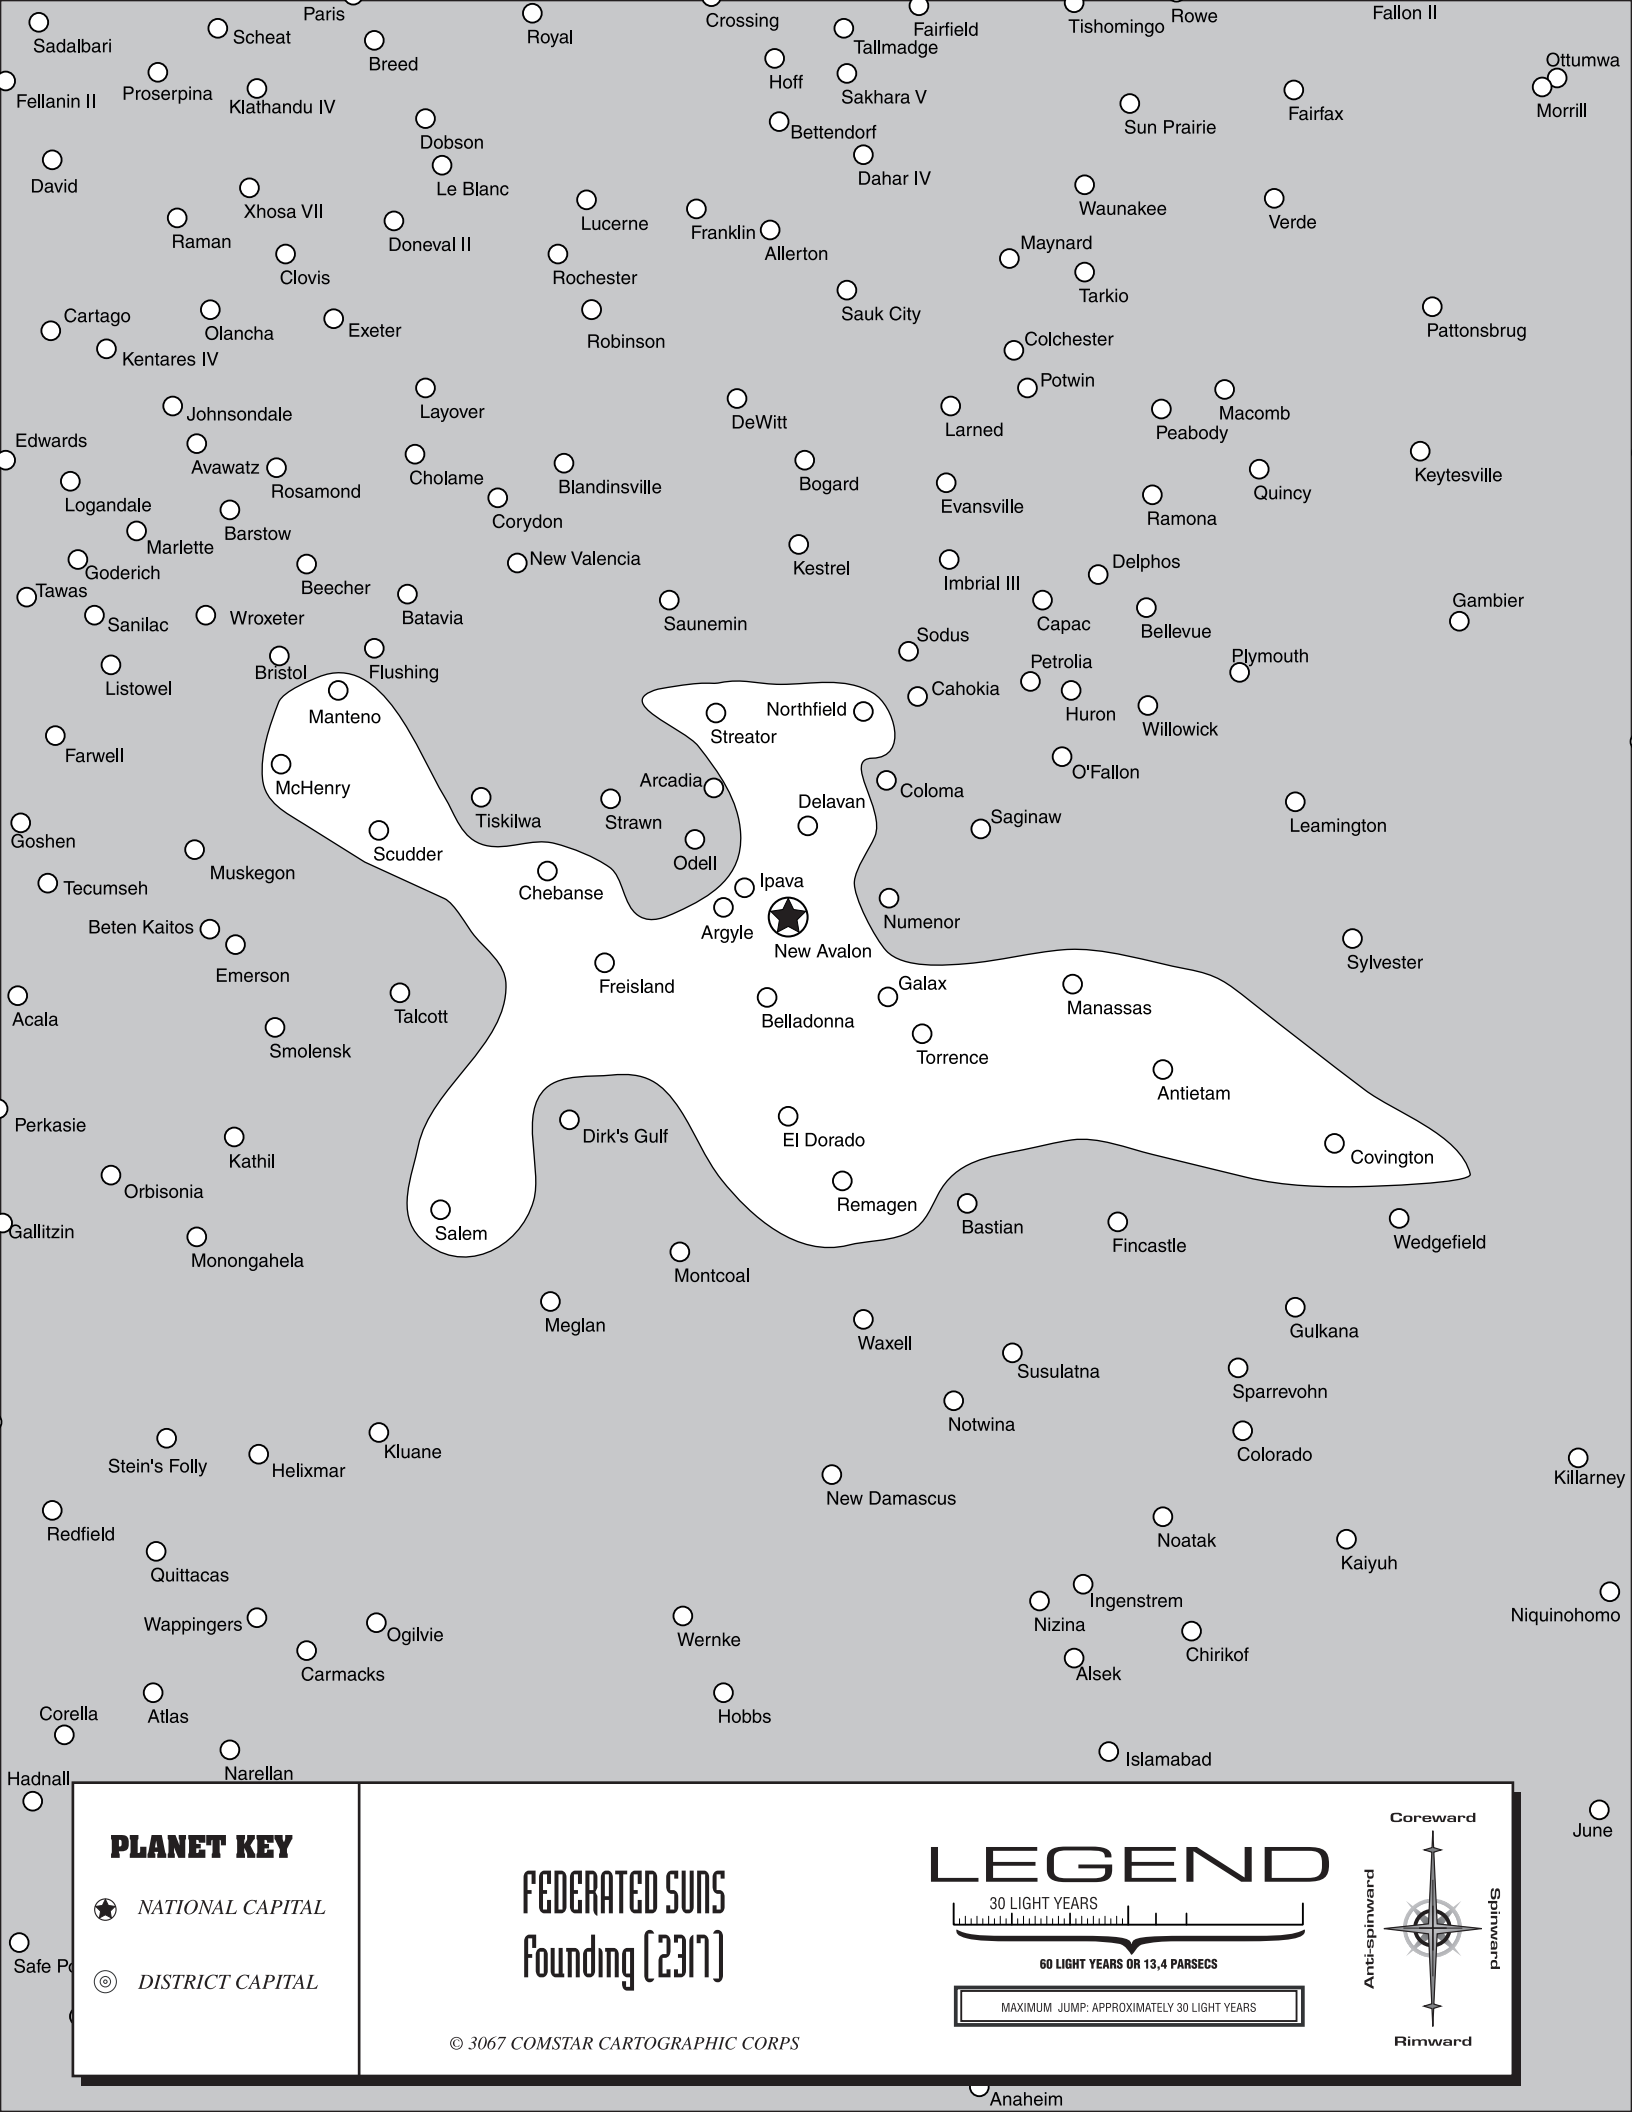 Paris
Crossing
Fairfield
Tishomingo
Rowe
Fallon II
Sadalbari
Scheat
Royal
Tallmadge
Breed
Hoff
Ottumwa
Fellanin II
Proserpina
Klathandu IV
Sakhara V
Sun Prairie
Fairfax
Morrill
Dobson
Bettendorf
David
Le Blanc
Dahar IV
Xhosa VII
Lucerne
Waunakee
Verde
Raman
Doneval II
Franklin
Allerton
Maynard
Clovis
Rochester
Tarkio
Cartago
Olancha
Exeter
Robinson
Sauk City
Pattonsbrug
Kentares IV
Colchester
Potwin
Johnsondale
Layover
DeWitt
Larned
Peabody
Macomb
Edwards
Avawatz
Rosamond
Cholame
Blandinsville
Bogard
Keytesville
Logandale
Barstow
Corydon
Evansville
Ramona
Quincy
Marlette
Goderich
Beecher
New Valencia
Kestrel
Imbrial III
Delphos
Tawas
Sanilac
Wroxeter
Batavia
Saunemin
Capac
Bellevue
Gambier
Sodus
Listowel
Bristol
Flushing
Petrolia
Plymouth
Cahokia
Manteno
Streator
Northfield
Huron
Willowick
Farwell
McHenry
Arcadia
Coloma
O'Fallon
Goshen
Tiskilwa
Strawn
Delavan
Saginaw
Leamington
Muskegon
Scudder
Odell
Tecumseh
Chebanse
Ipava
Beten Kaitos
Argyle
New Avalon
Numenor
Emerson
Freisland
Galax
Manassas
Sylvester
Acala
Talcott
Belladonna
Smolensk
Torrence
Antietam
Perkasie
Kathil
Dirk's Gulf
El Dorado
Covington
Orbisonia
Gallitzin
Salem
Remagen
Bastian
Fincastle
Wedgefield
Monongahela
Montcoal
Meglan
Waxell
Gulkana
Susulatna
Sparrevohn
Notwina
Stein's Folly
Helixmar
Kluane
Colorado
Killarney
New Damascus
Redfield
Noatak
Kaiyuh
Quittacas
Ingenstrem
Wappingers
Ogilvie
Wernke
Nizina
Chirikof
Niquinohomo
Carmacks
Alsek
Corella
Atlas
Hobbs
Narellan
Islamabad
Hadnall
June
Safe
Anaheim
PLANET KEY
NATIONAL CAPITAL
DISTRICT CAPITAL
FEDERATED SUNS
Founding (2317)
© 3067 COMSTAR CARTOGRAPHIC CORPS
LEGEND
30 LIGHT YEARS
60 LIGHT YEARS OR 13,4 PARSECS
MAXIMUM JUMP: APPROXIMATELY 30 LIGHT YEARS
Coreward
Anti-spinward
Spinward
Rimward